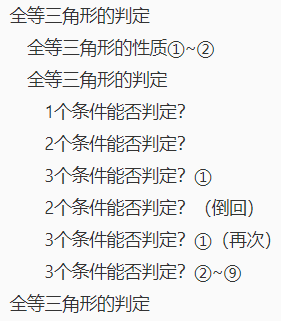 全等三角形的判定
全等三角形的性质①~②
全等三角形的判定
1个条件能否判定?
2个条件能否判定?
3个条件能否判定? ①
2个条件能否判定? （倒回）
3个条件能否判定? ①（再次）
3个条件能否判定? ②~⑨
全等三角形的判定